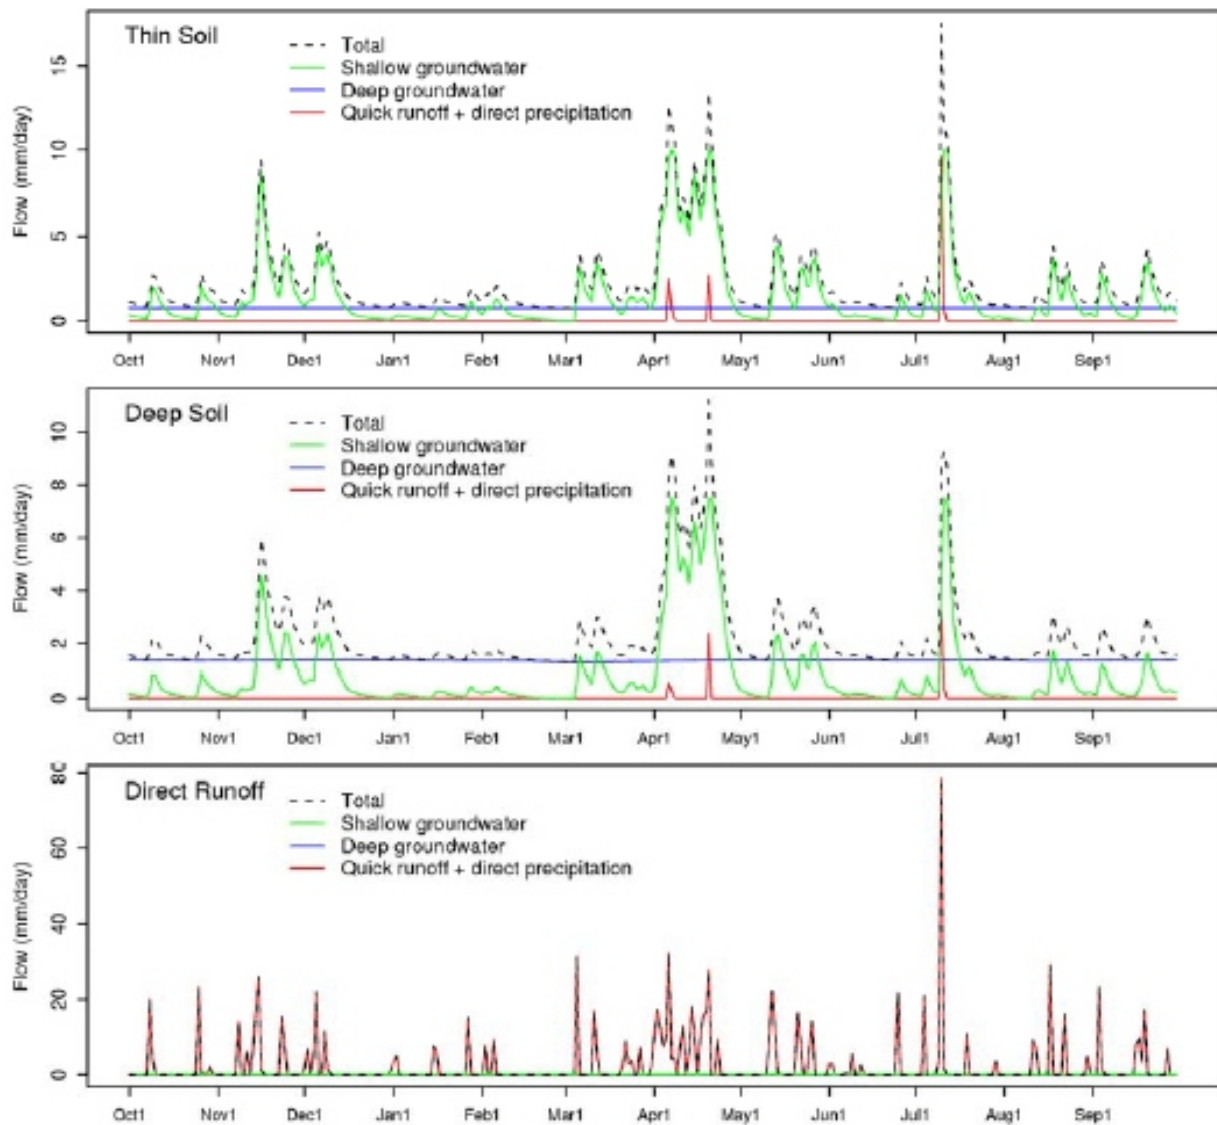 Thin Soil
Total
Shallow groundwater
Deep groundwater
Quick runoff + direct precipitation
Flow (mm/day)
15
10
5
0
Oct1 Nov1 Dec1 Jan1 Feb1 Mar1 Apr1 May1 Jun1 Jul1 Aug1 Sep1
Deep Soil
Total
Shallow groundwater
Deep groundwater
Quick runoff + direct precipitation
Flow (mm/day)
10
8
6
4
2
0
Oct1 Nov1 Dec1 Jan1 Feb1 Mar1 Apr1 May1 Jun1 Jul1 Aug1 Sep1
Direct Runoff
Total
Shallow groundwater
Deep groundwater
Quick runoff + direct precipitation
Flow (mm/day)
80
60
40
20
0
Oct1 Nov1 Dec1 Jan1 Feb1 Mar1 Apr1 May1 Jun1 Jul1 Aug1 Sep1